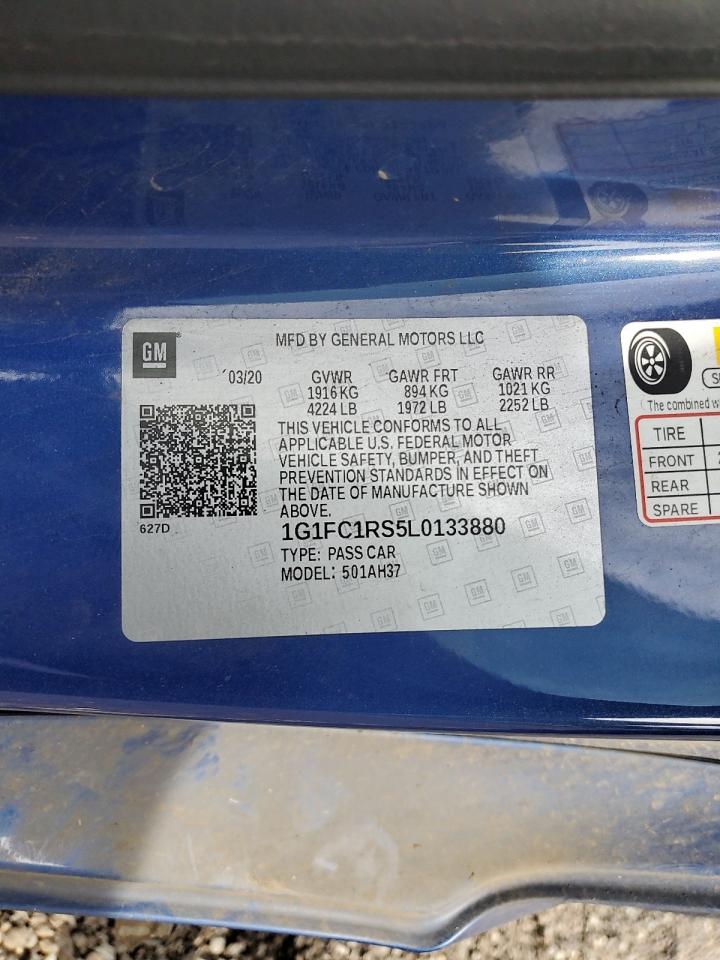 GM
MFD BY GENERAL MOTORS LLC
'03/20 GVWR GAWR FRT GAWR RR
1916 KG 894 KG 1021 KG
4224 LB 1972 LB 2252 LB
THIS VEHICLE CONFORMS TO ALL
APPLICABLE U.S. FEDERAL MOTOR
VEHICLE SAFETY, BUMPER, AND THEFT
PREVENTION STANDARDS IN EFFECT ON
THE DATE OF MANUFACTURE SHOWN
ABOVE.
627D
1G1FC1RS5L0133880
TYPE: PASS CAR
MODEL: 501AH37
The combined
TIRE
FRONT
REAR
SPARE